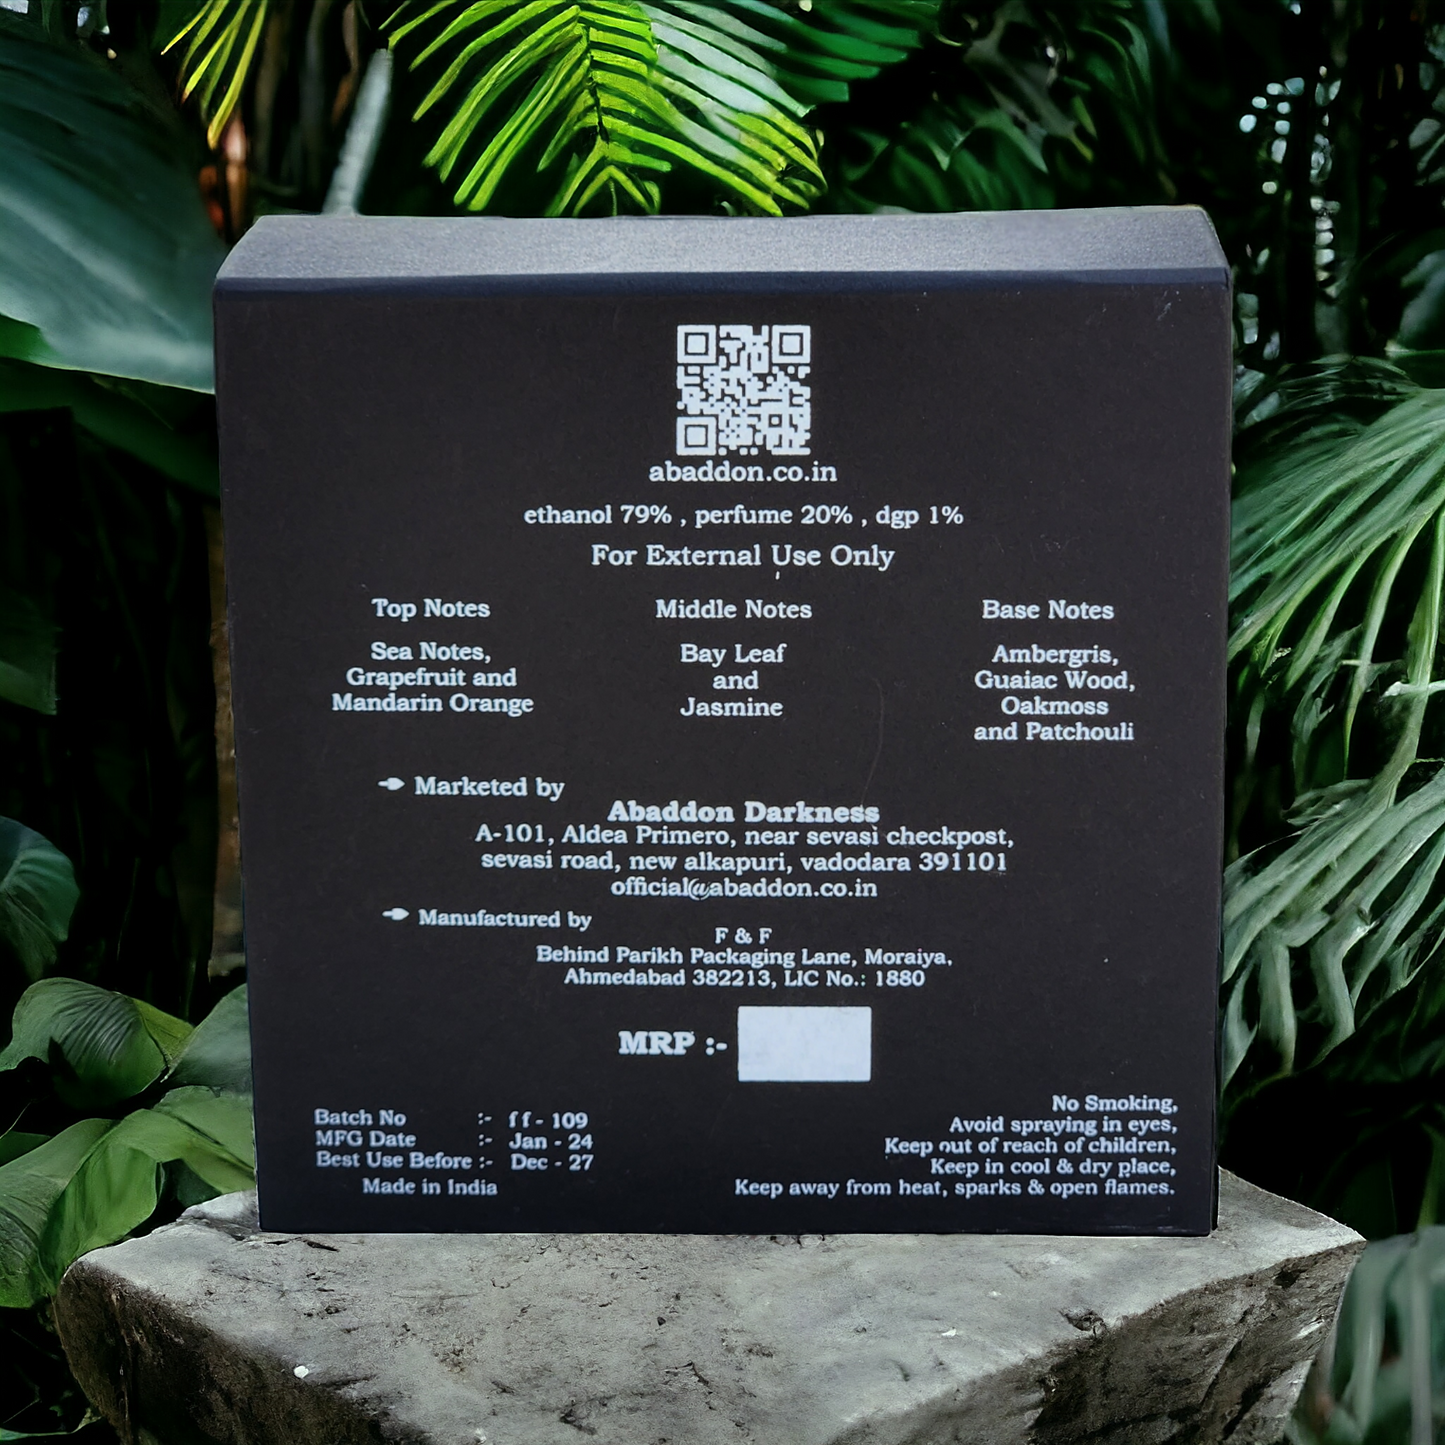 abaddon.co.in
ethanol 79% , perfume 20% , dgp 1%
For External Use Only
Top Notes
Sea Notes,
Grapefruit and
Mandarin Orange
Middle Notes
Bay Leaf
and
Jasmine
Base Notes
Ambergris,
Guaiac Wood,
Oakmoss
and Patchouli
Marketed by
Abaddon Darkness
A-101, Aldea Primero, near sevasi checkpost,
sevasi road, new alkapuri, vadodara 391101
official@abaddon.co.in
Manufactured by
F & F
Behind Parikh Packaging Lane, Moraiya,
Ahmedabad 382213, LIC No.: 1880
MRP :-
Batch No :- ff - 109
MFG Date :- Jan - 24
Best Use Before :- Dec - 27
Made in India
No Smoking,
Avoid spraying in eyes,
Keep out of reach of children,
Keep in cool & dry place,
Keep away from heat, sparks & open flames.